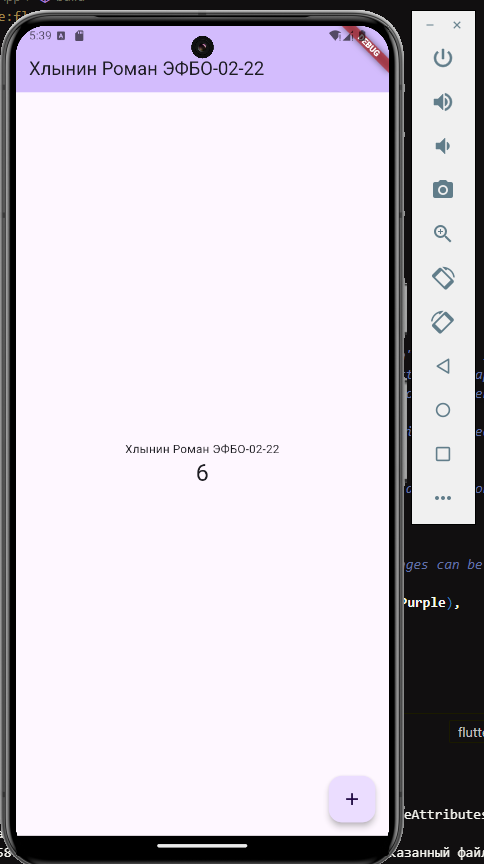 5:39
DEBUG
Хлынин Роман ЭФБО-02-22
Хлынин Роман ЭФБО-02-22
6
+
nges can be
Purple),
flutt
eAttributes
казанный файл